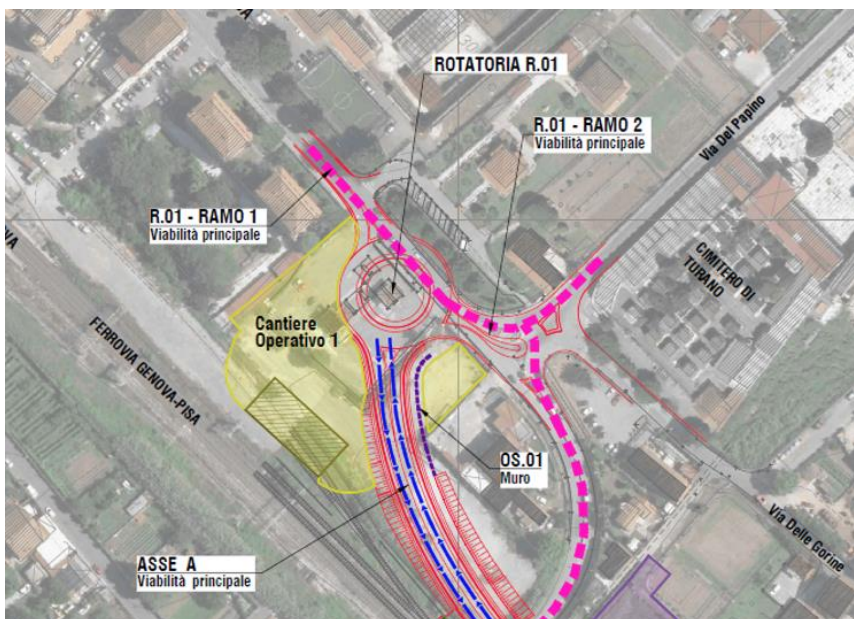 ROTATORIA R.01
R.01 - RAMO 2
Viabilità principale
Via Del Papino
R.01 - RAMO 1
Viabilità principale
CIMITERO DI
TURANO
Cantiere
Operativo 1
FERROVIA GENOVA-PISA
OS.01
Muro
ASSE A
Viabilità principale
Via Delle Gorine